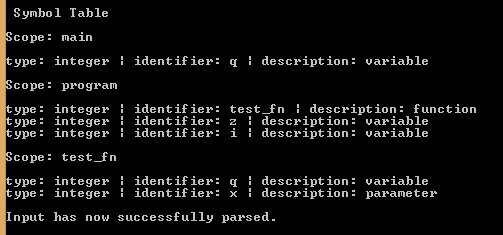 Symbol Table
Scope: main
type: integer ¦ identifier: q ¦ description: variable
Scope: program
type: integer ¦ identifier: test_fn ¦ description: function
type: integer ¦ identifier: z ¦ description: variable
type: integer ¦ identifier: i ¦ description: variable
Scope: test_fn
type: integer ¦ identifier: q ¦ description: variable
type: integer ¦ identifier: x ¦ description: parameter
Input has now successfully parsed.